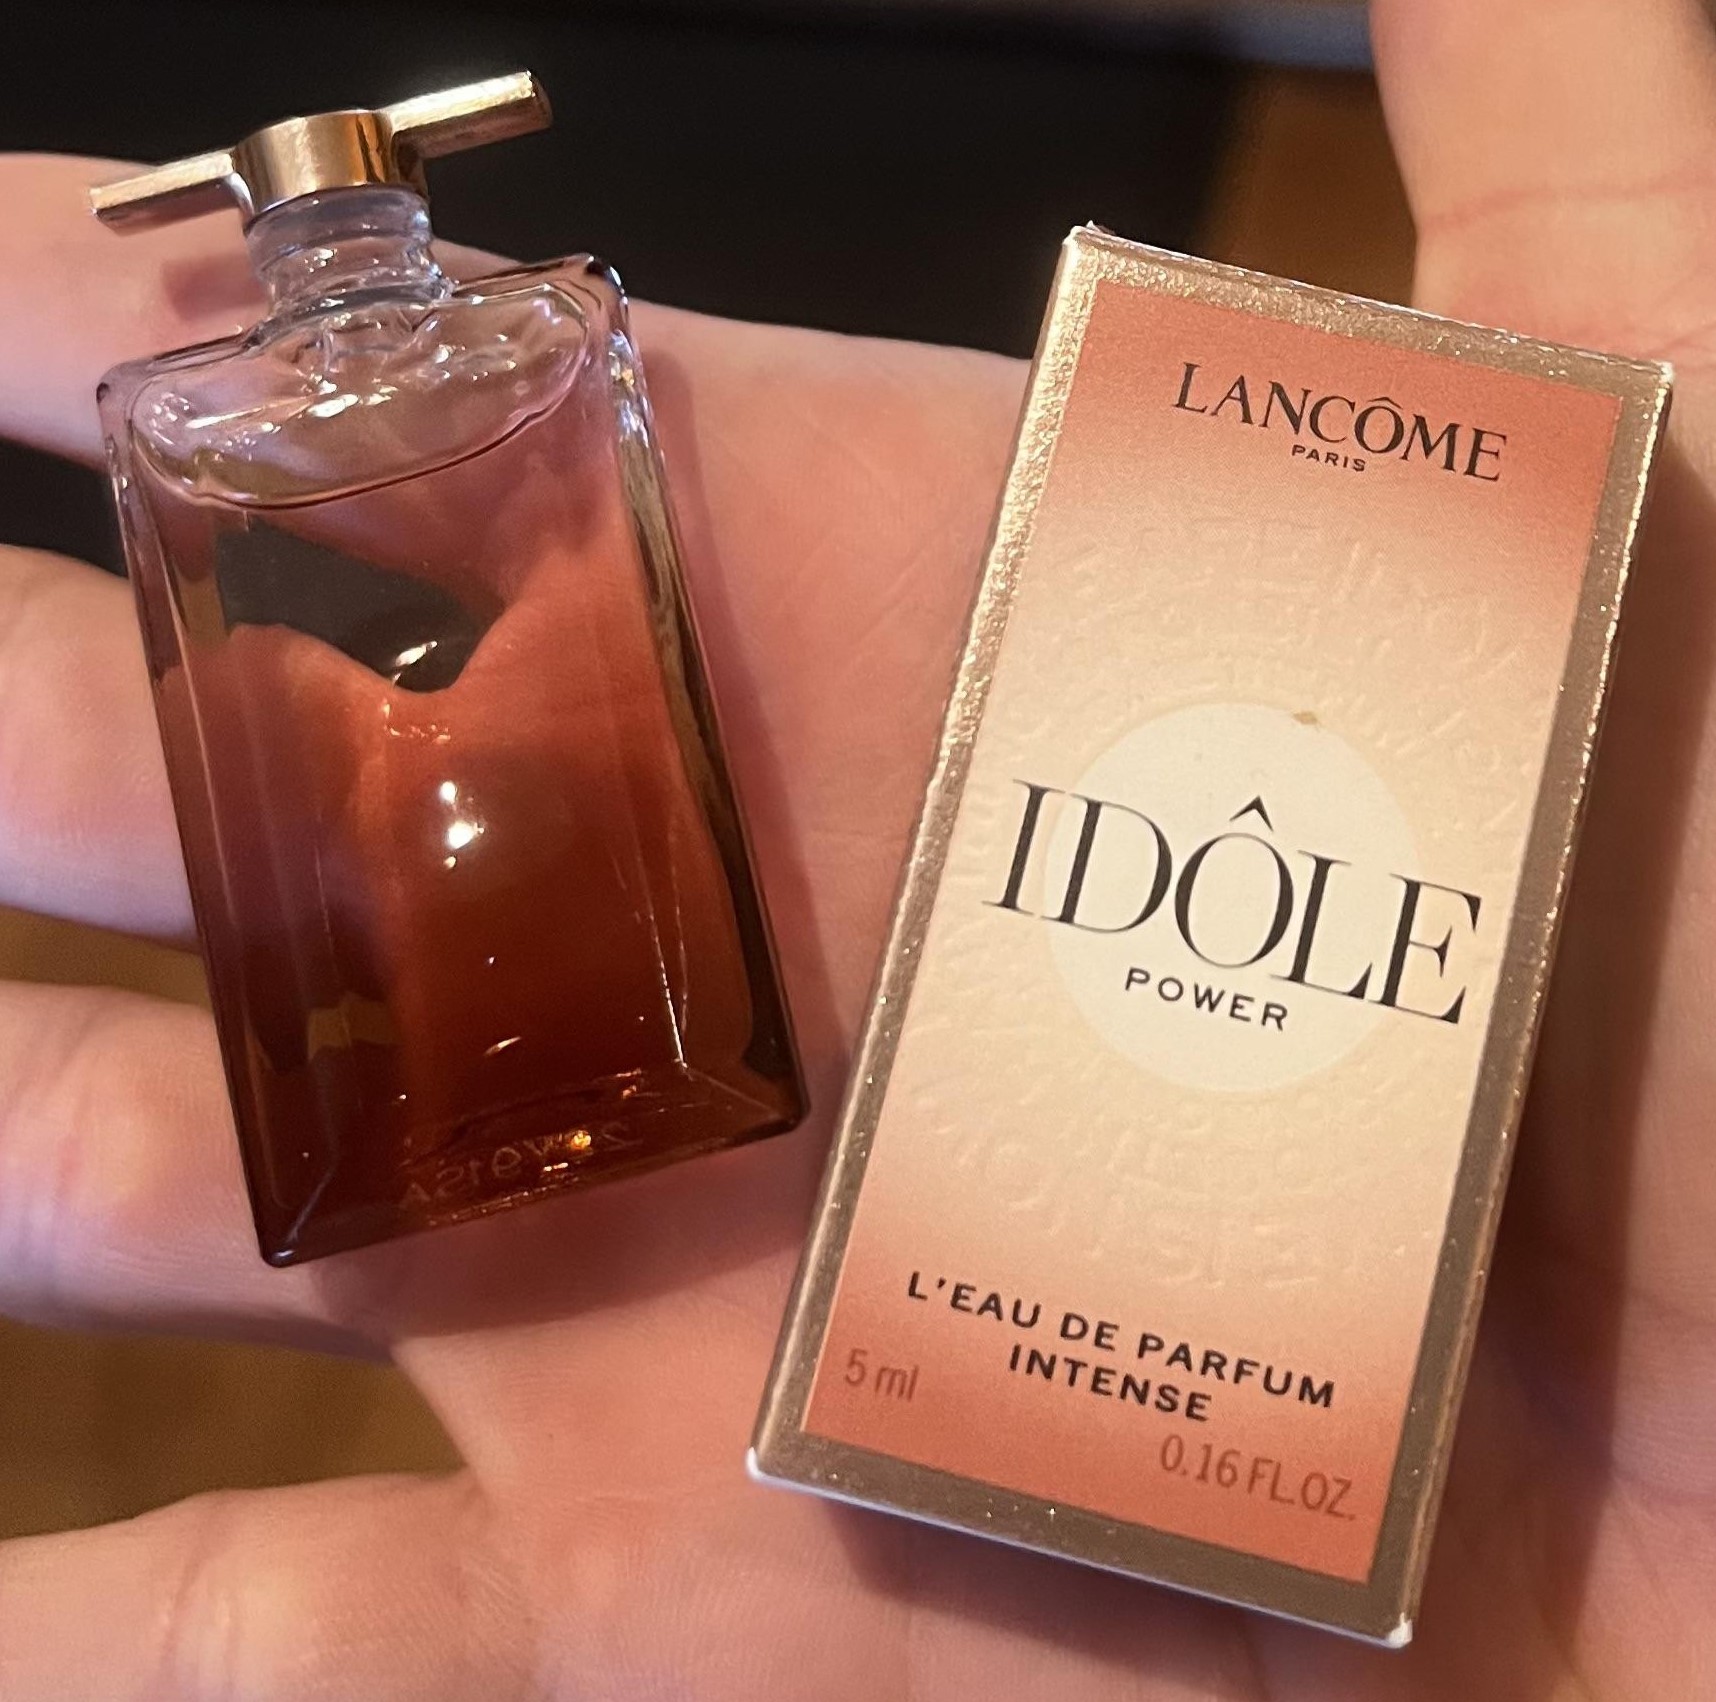 LANCÔME
PARIS
IDÔLE
POWER
L'EAU DE PARFUM
INTENSE
5 ml
0.16 FL.OZ.